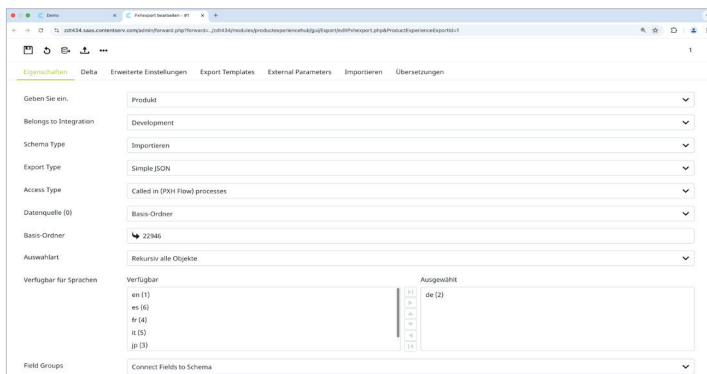 Demo
Pxhexport bearbeiten - #1
zdt434.saas.contentserv.com/admin/forward.php?forward=../zdt434/modules/productexperiencehub/gui/Export/editPxhexport.php&ProductExperienceExportId=1
1
Eigenschaften Delta Erweiterte Einstellungen Export Templates External Parameters Importieren Übersetzungen
Geben Sie ein. Produkt
Belongs to Integration Development
Schema Type Importieren
Export Type Simple JSON
Access Type Called in (PXH Flow) processes
Datenquelle (0) Basis-Ordner
Basis-Ordner 22946
Auswahlart Rekursiv alle Objekte
Verfügbar für Sprachen Verfügbar Ausgewählt
en (1) de (2)
es (6)
fr (4)
it (5)
jp (3)
Field Groups Connect Fields to Schema